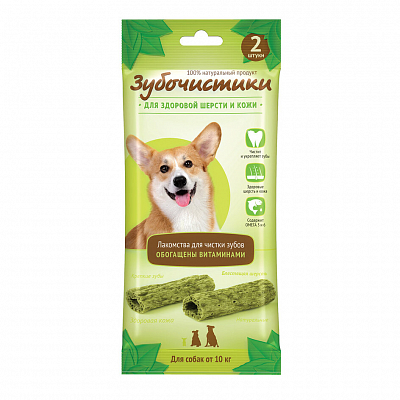 2
штуки
100% натуральный продукт
Зубочистики
ДЛЯ ЗДОРОВОЙ ШЕРСТИ И КОЖИ
Чистит
и укрепляет зубы
Здоровые
шерсть и кожа
Содержит
ОМЕГА 3 и 6
Лакомства для чистки зубов
ОБОГАЩЕНЫ ВИТАМИНАМИ
Для собак от 10 кг